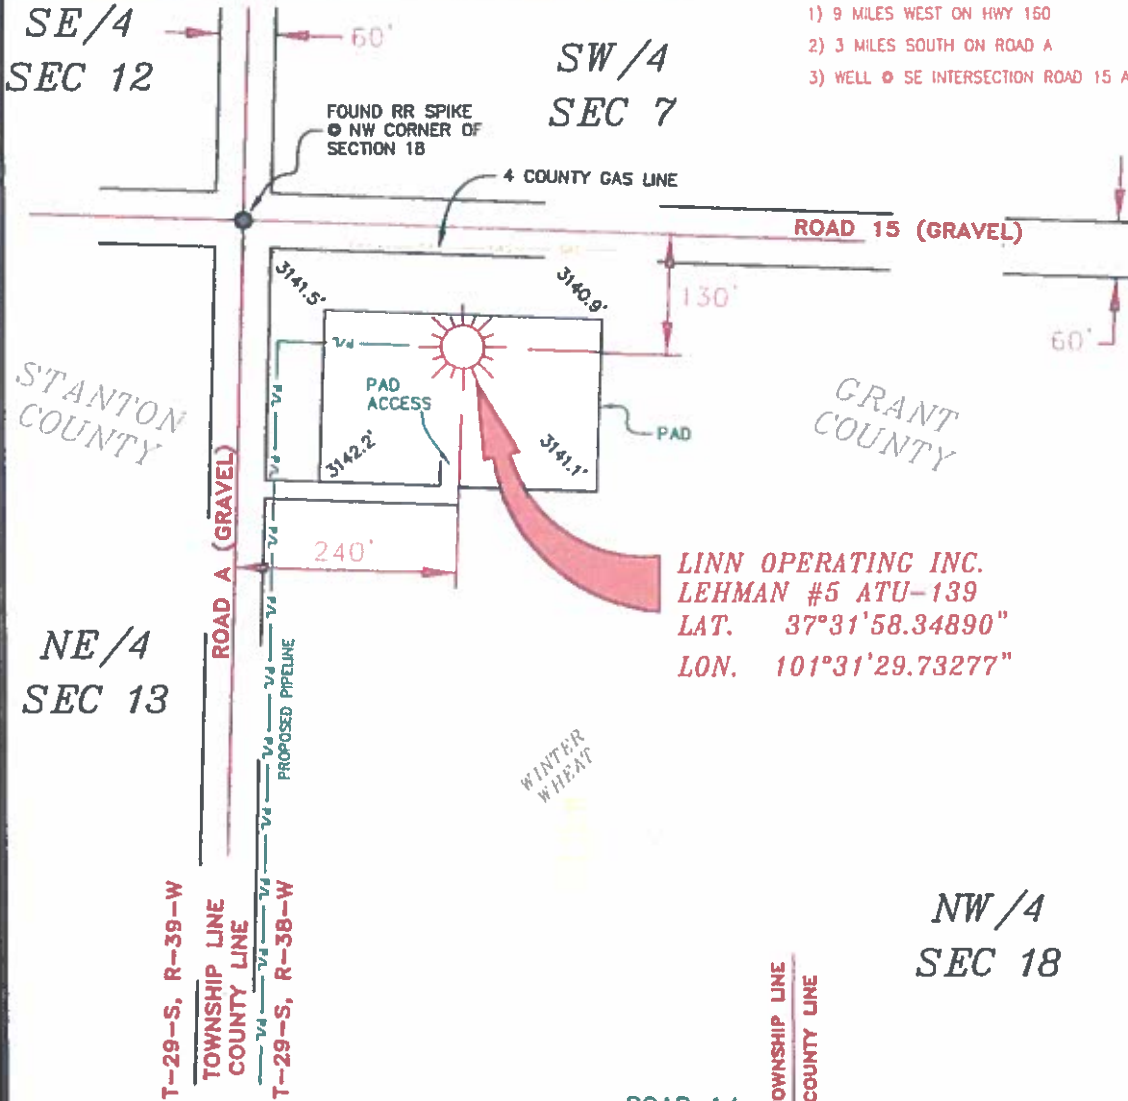 SE/4
SEC 12
60'
SW/4
SEC 7
1) 9 MILES WEST ON HWY 160
2) 3 MILES SOUTH ON ROAD A
3) WELL @ SE INTERSECTION ROAD 15 A
FOUND RR SPIKE
@ NW CORNER OF
SECTION 18
4 COUNTY GAS LINE
ROAD 15 (GRAVEL)
3141.5'
3140.9'
130'
60'
P/L
PAD
ACCESS
STANTON
COUNTY
GRANT
COUNTY
PAD
3142.2'
3141.1'
P/L
P/L
ROAD A (GRAVEL)
240'
P/L
P/L
LINN OPERATING INC.
LEHMAN #5 ATU-139
LAT. 37°31'58.34890"
LON. 101°31'29.73277"
NE/4
SEC 13
P/L
PROPOSED PIPELINE
P/L
P/L
WINTER
WHEAT
P/L
P/L
P/L
T-29-S, R-39-W
TOWNSHIP LINE
COUNTY LINE
T-29-S, R-38-W
NW/4
SEC 18
OWNSHIP LINE
COUNTY LINE